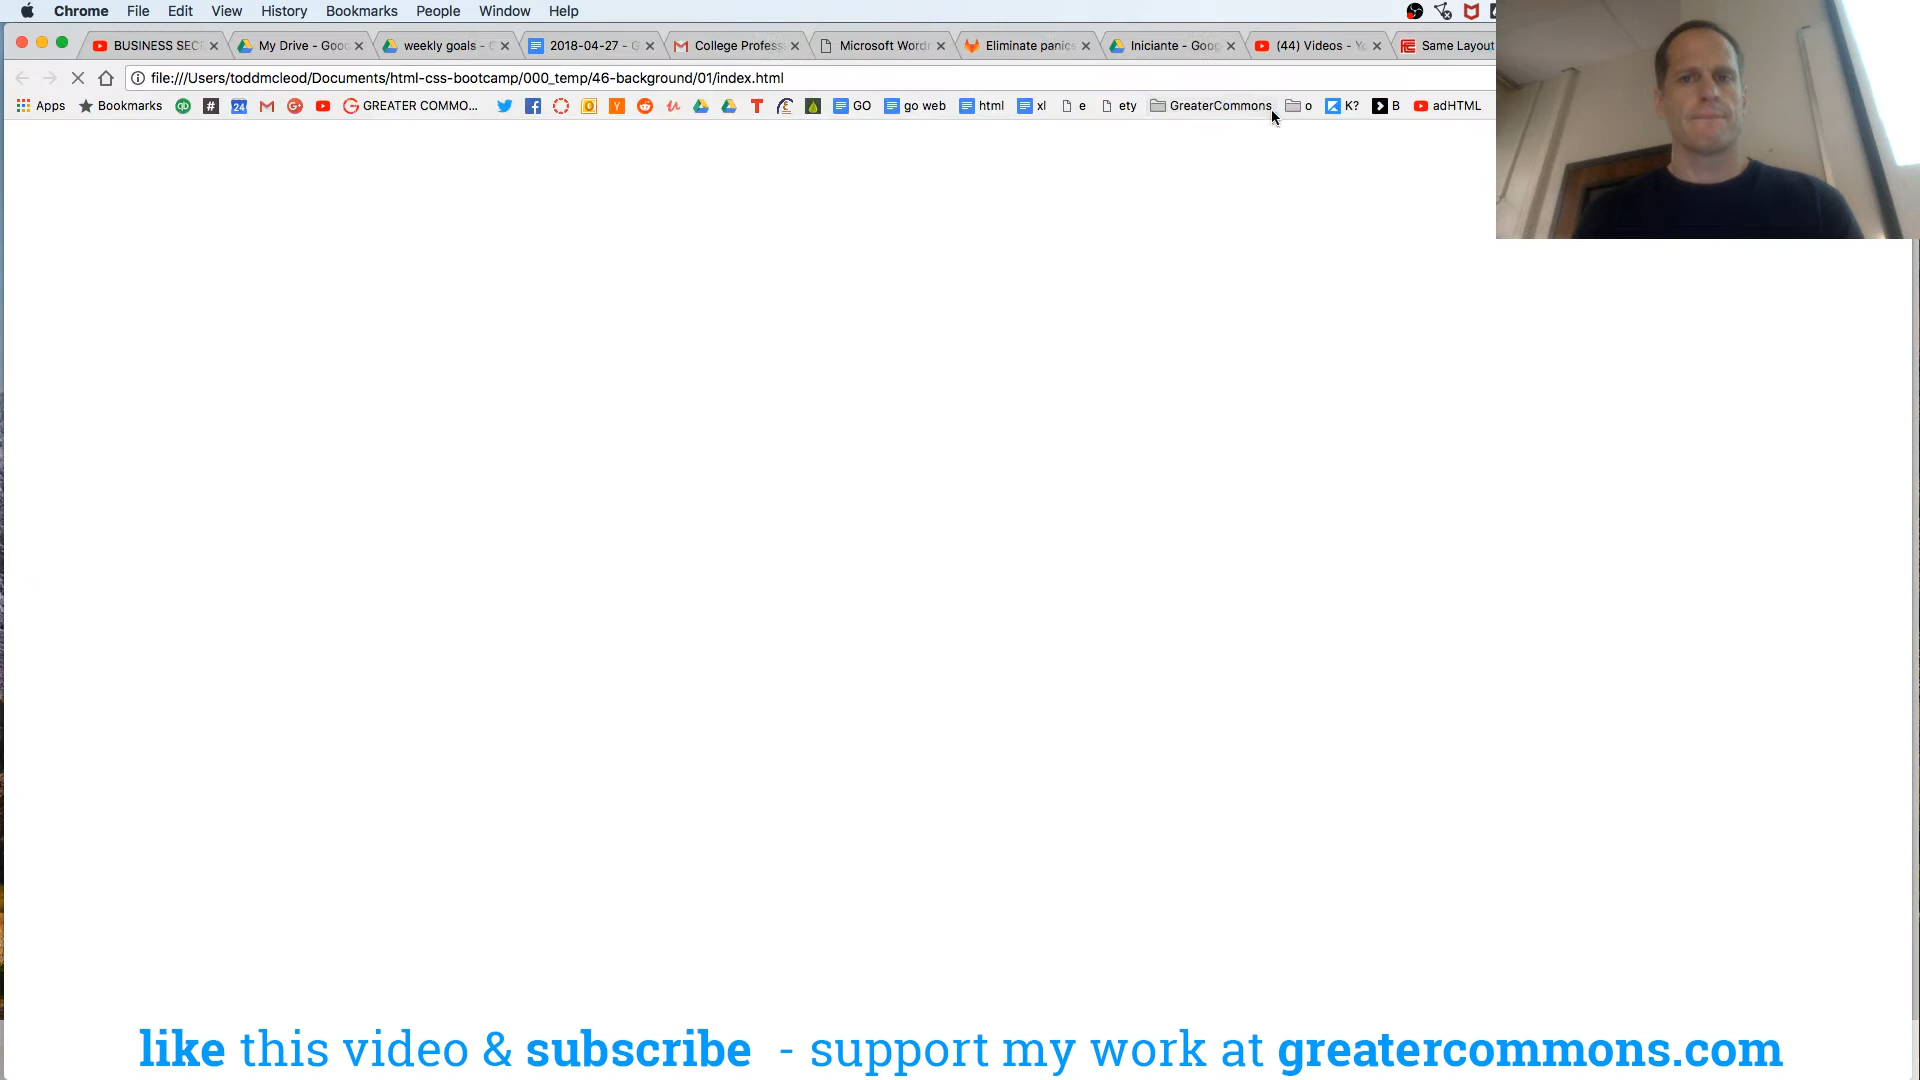 Chrome File Edit View History Bookmarks People Window Help
BUSINESS SEC My Drive - Goo weekly goals - 2018-04-27 - G College Profess Microsoft Word Eliminate panic Iniciante - Goo (44) Videos - Y Same Layout
file:///Users/toddmcleod/Documents/html-css-bootcamp/000_temp/46-background/01/index.html
Apps Bookmarks GREATER COMMO... GO go web html xl e ety GreaterCommons o K? B adHTML
like this video & subscribe - support my work at greatercommons.com